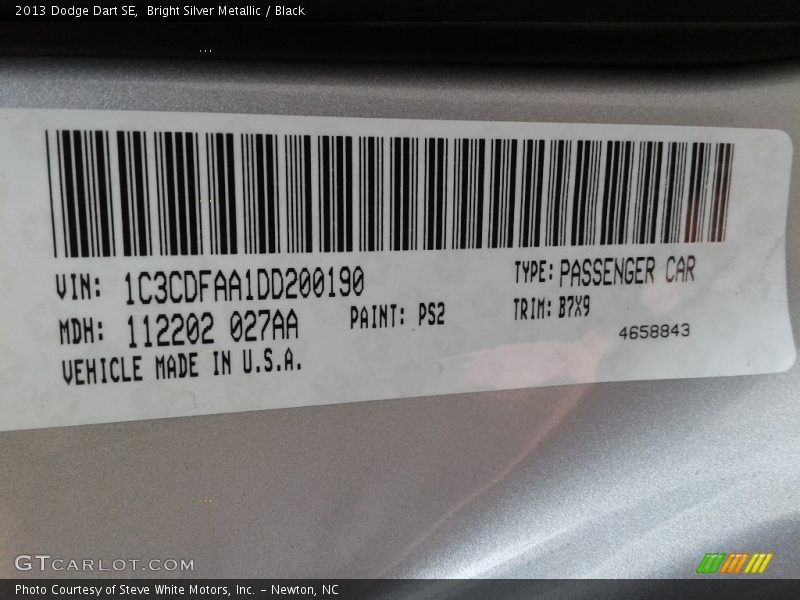 2013 Dodge Dart SE,  Bright Silver Metallic / Black
VIN: 1C3CDFAA1DD200190 TYPE: PASSENGER CAR
MDH: 112202 027AA PAINT: PS2 TRIM: B7X9
4658843
VEHICLE MADE IN U.S.A.
GTCARLOT.COM
Photo Courtesy of Steve White Motors, Inc. – Newton, NC